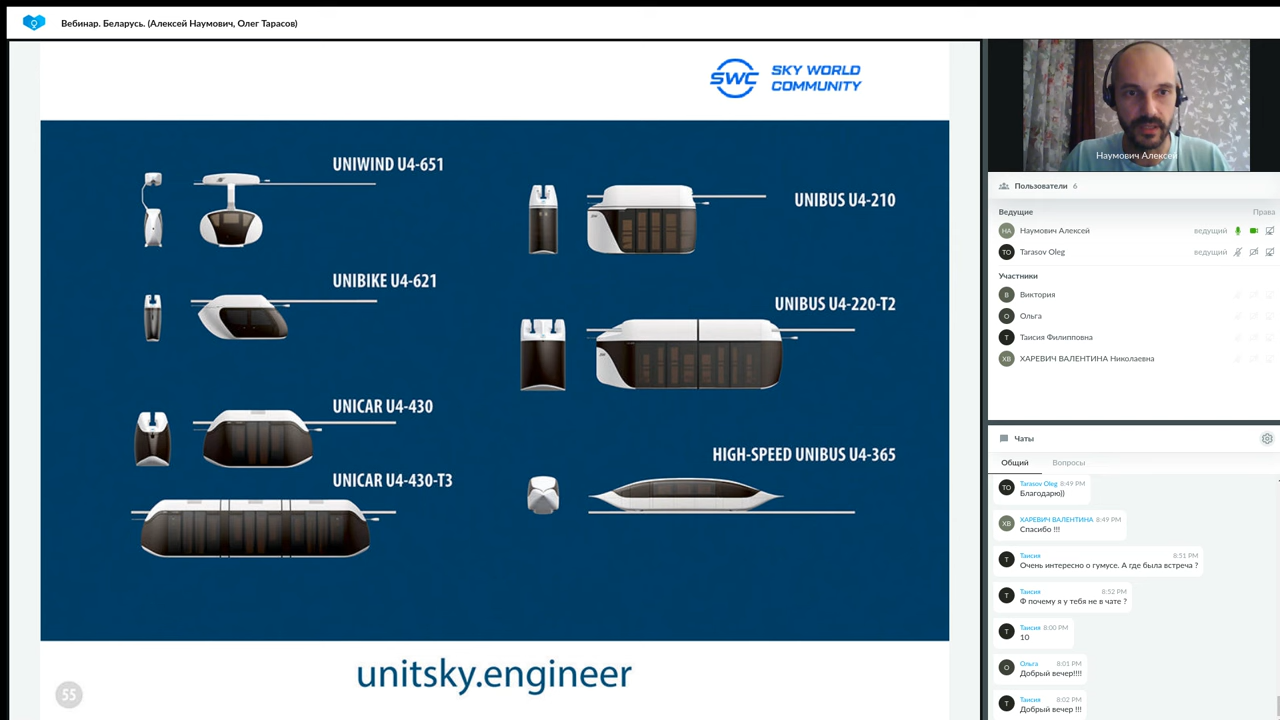 Вебинар. Беларусь. (Алексей Наумович, Олег Тарасов)
SWC
SKY WORLD
COMMUNITY
UNIWIND U4-651
UNIBIKE U4-621
UNICAR U4-430
UNICAR U4-430-T3
UNIBUS U4-210
UNIBUS U4-220-T2
HIGH-SPEED UNIBUS U4-365
unitsky.engineer
55
Наумович Алексей
Пользователи 6
Ведущие Права
НА Наумович Алексей ведущий
TO Tarasov Oleg ведущий
Участники
В Виктория
О Ольга
Т Таисия Филипповна
ХВ ХАРЕВИЧ ВАЛЕНТИНА Николаевна
Чаты
Общий Вопросы
TO Tarasov Oleg 8:49 PM
Благодарю))
ХВ ХАРЕВИЧ ВАЛЕНТИНА 8:49 PM
Спасибо !!!
Т Таисия 8:51 PM
Очень интересно о гумусе. А где была встреча ?
Т Таисия 8:52 PM
Ф почему я у тебя не в чате ?
Т Таисия 8:00 PM
10
О Ольга 8:01 PM
Добрый вечер!!!!
Т Таисия 8:02 PM
Добрый вечер !!!